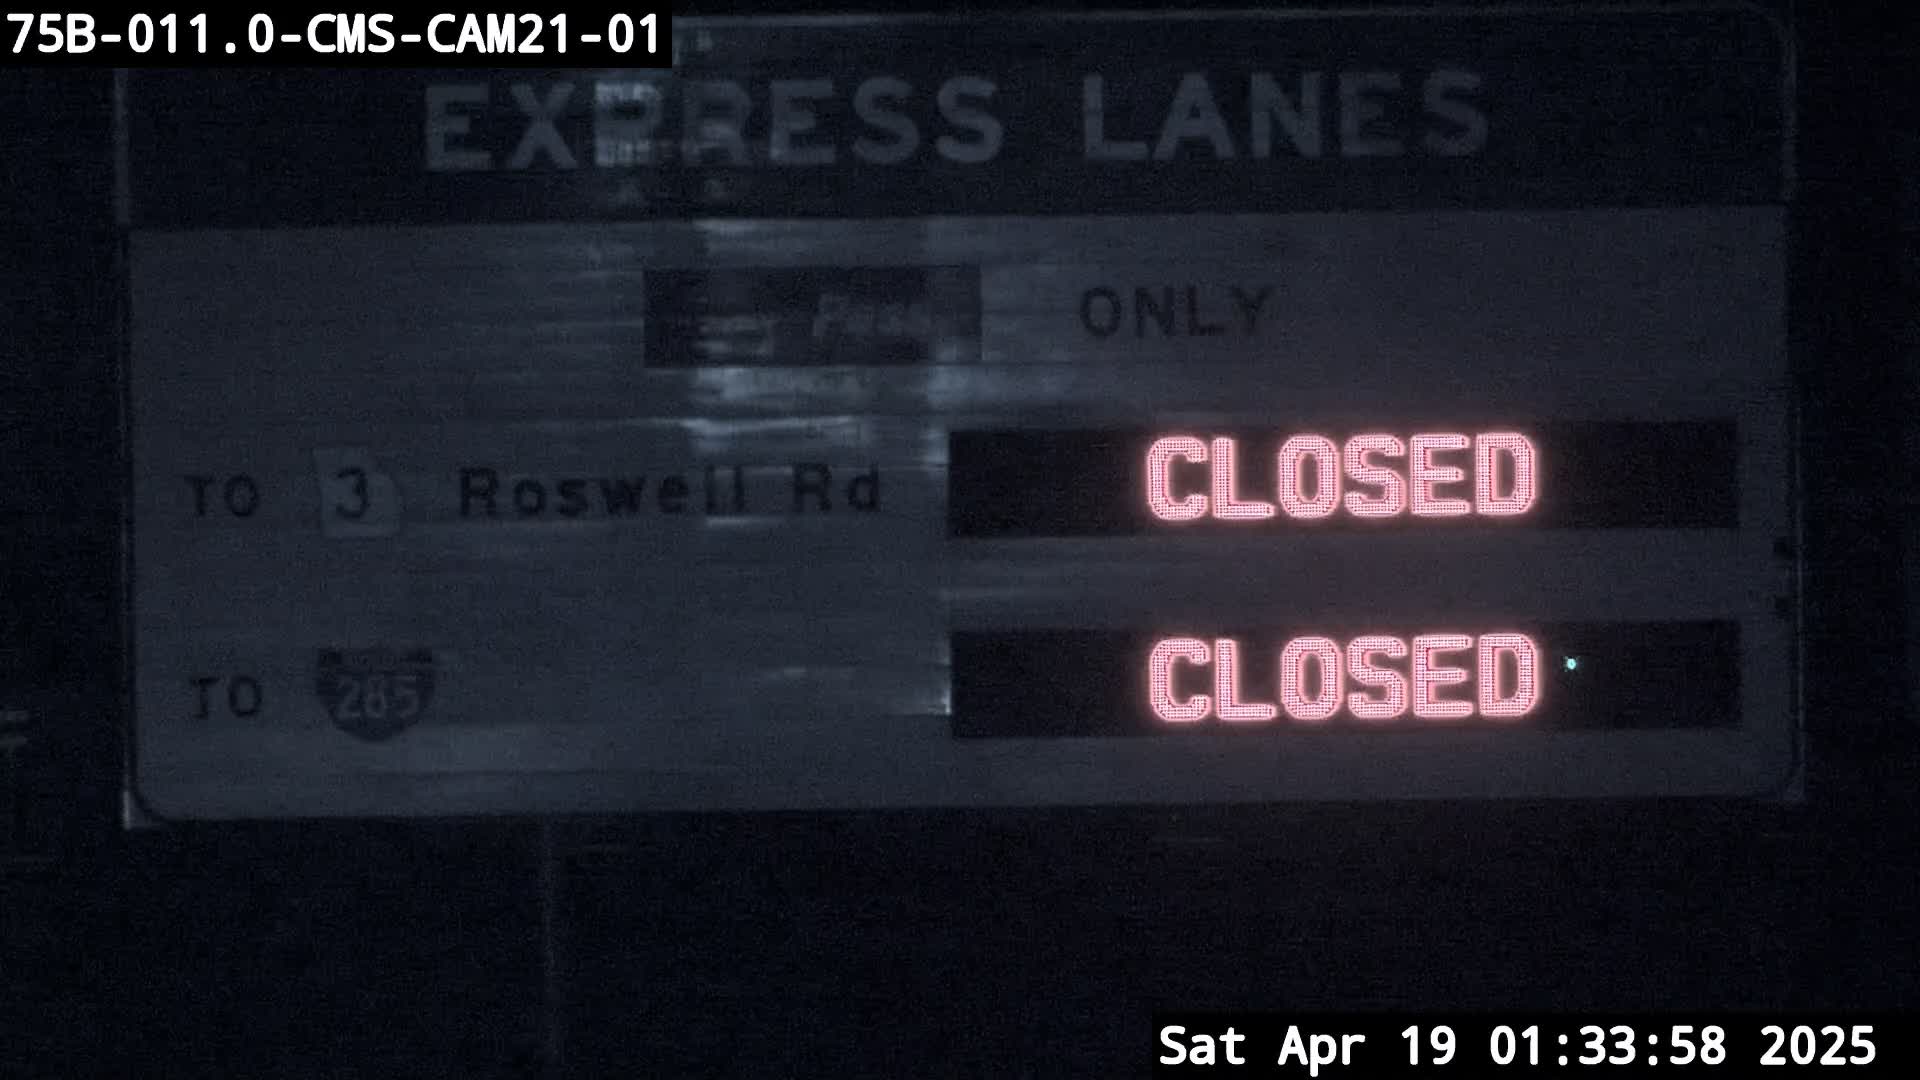 75B-011.0-CMS-CAM21-01
EXPRESS LANES
Pass ONLY
TO 3 Roswell Rd CLOSED
TO 285 CLOSED
Sat Apr 19 01:33:58 2025